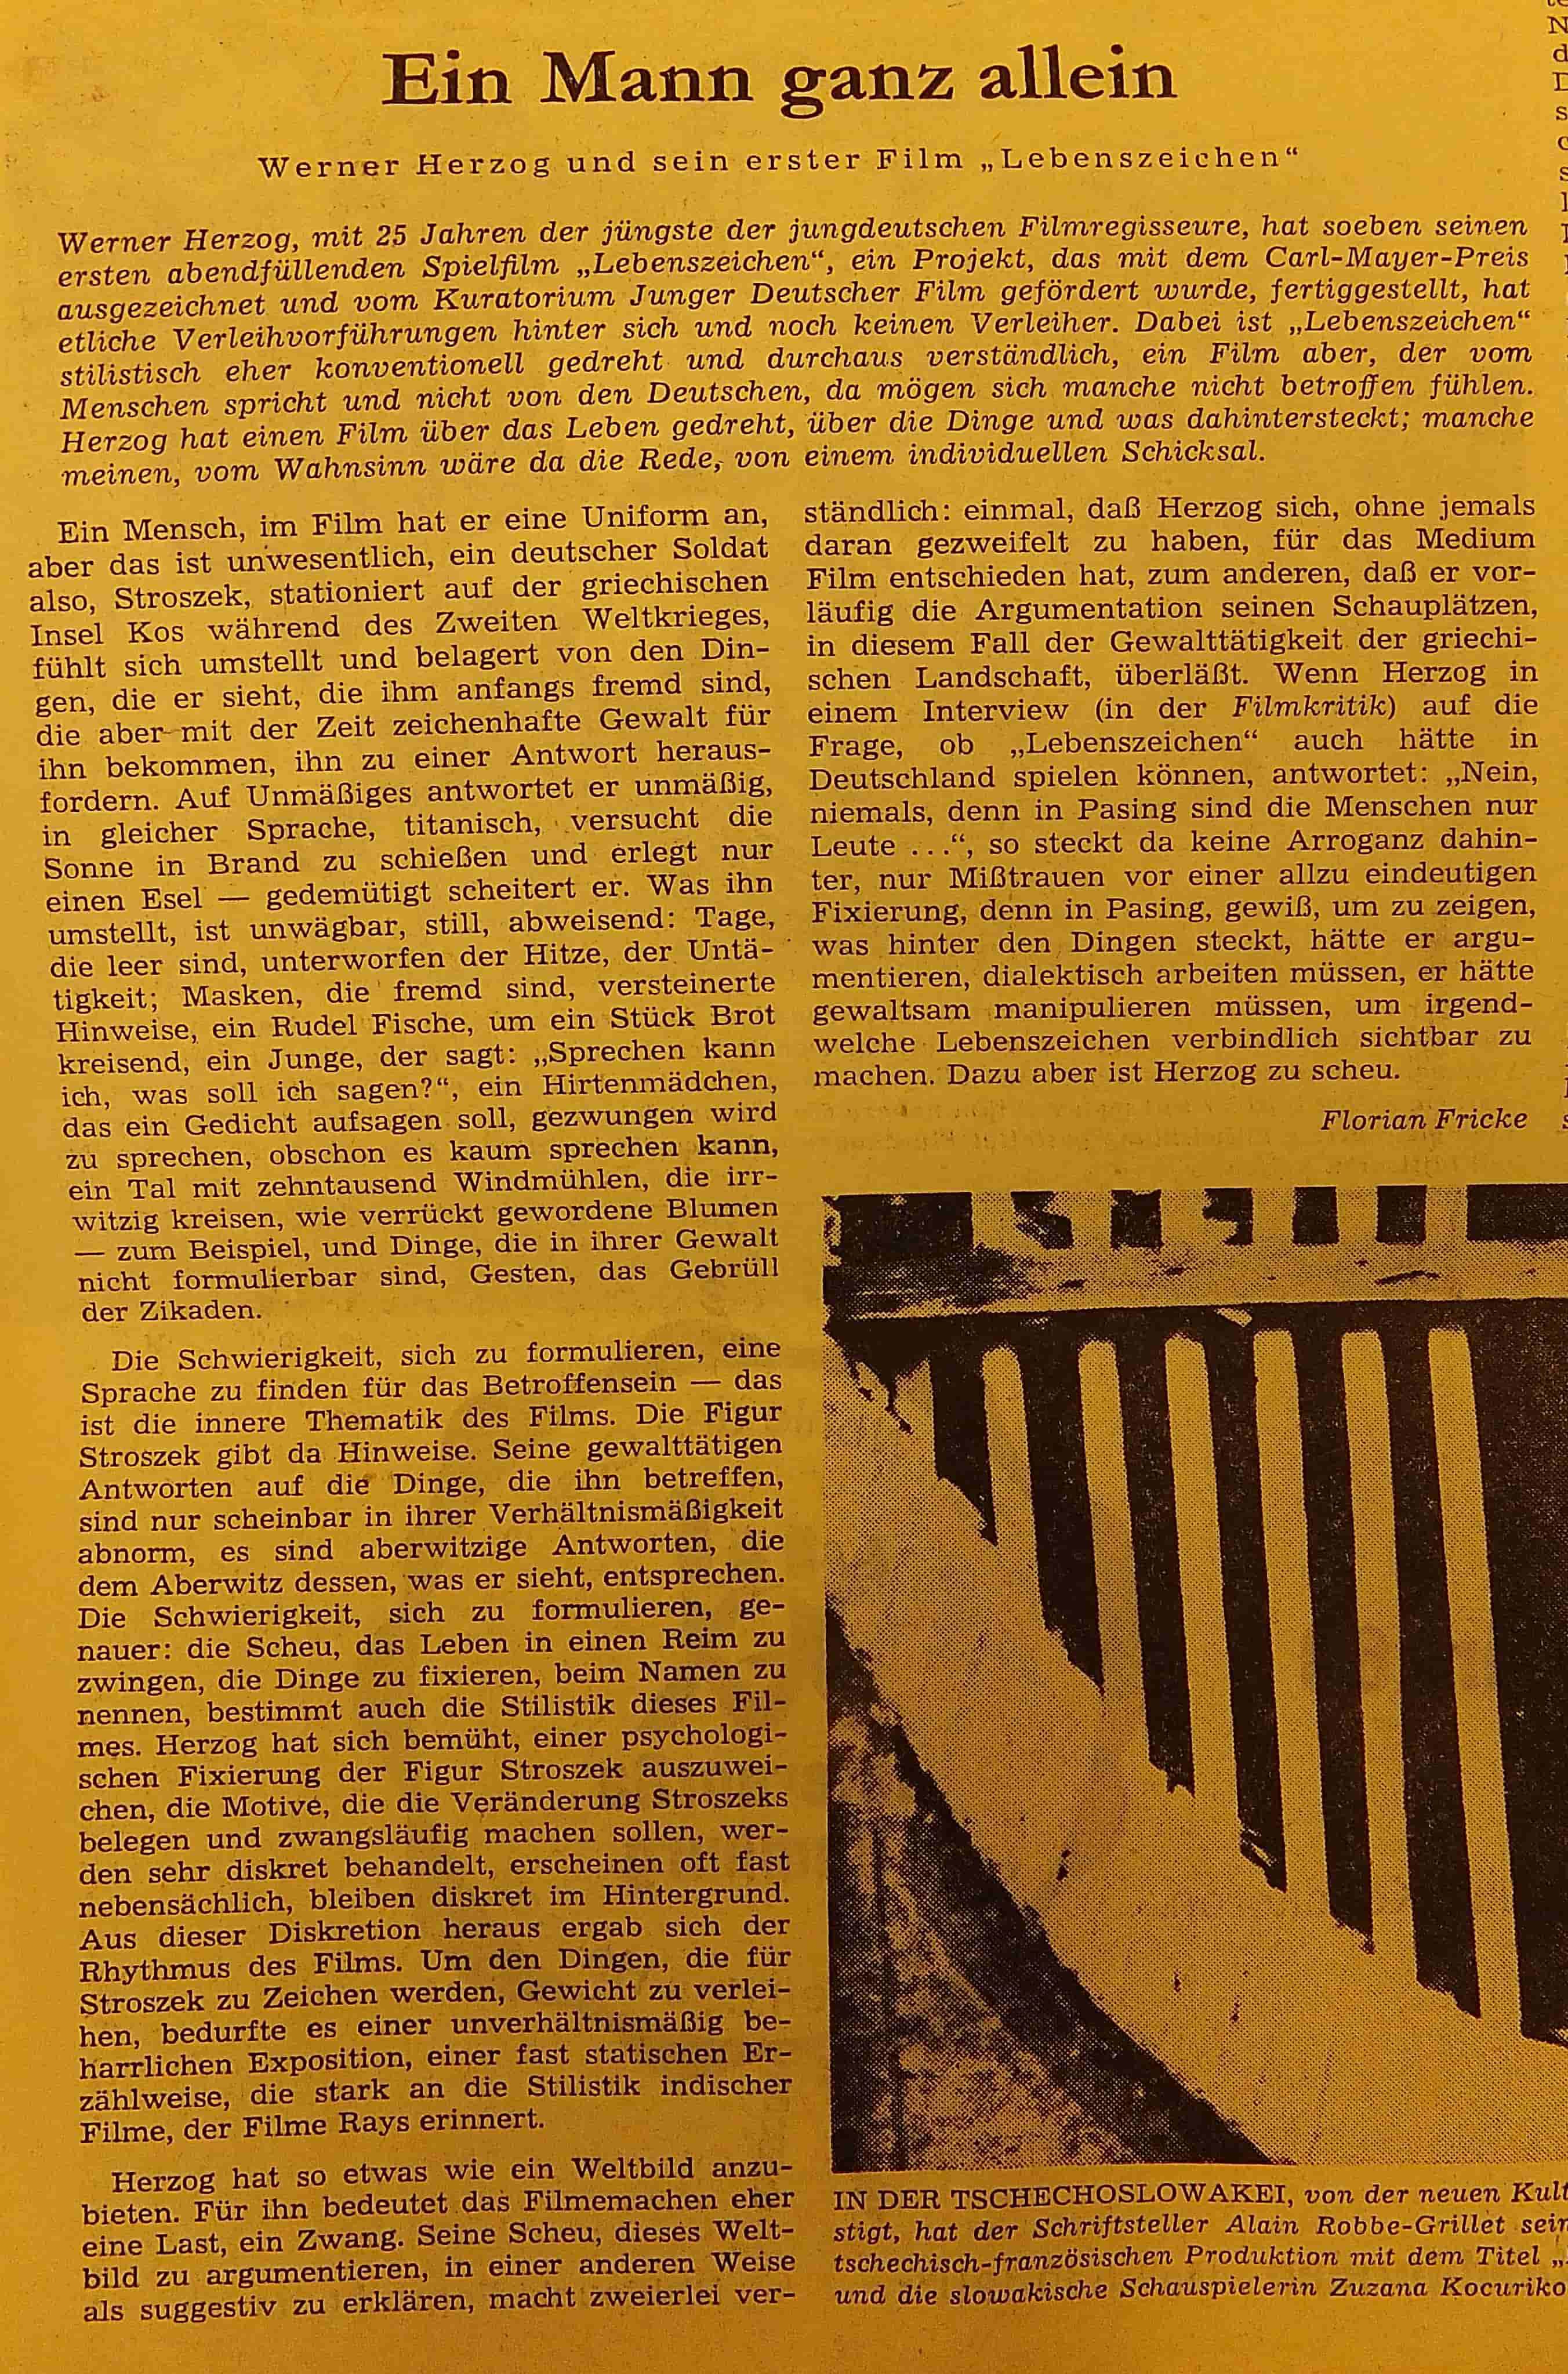 Ein Mann ganz allein
Werner Herzog und sein erster Film „Lebenszeichen“
Werner Herzog, mit 25 Jahren der jüngste der jungdeutschen Filmregisseure, hat soeben seinen
ersten abendfüllenden Spielfilm „Lebenszeichen“, ein Projekt, das mit dem Carl-Mayer-Preis
ausgezeichnet und vom Kuratorium Junger Deutscher Film gefördert wurde, fertiggestellt, hat
etliche Verleihvorführungen hinter sich und noch keinen Verleiher. Dabei ist „Lebenszeichen“
stilistisch eher konventionell gedreht und durchaus verständlich, ein Film aber, der vom
Menschen spricht und nicht von den Deutschen, da mögen sich manche nicht betroffen fühlen.
Herzog hat einen Film über das Leben gedreht, über die Dinge und was dahintersteckt; manche
meinen, vom Wahnsinn wäre da die Rede, von einem individuellen Schicksal.
Ein Mensch, im Film hat er eine Uniform an,
aber das ist unwesentlich, ein deutscher Soldat
also, Stroszek, stationiert auf der griechischen
Insel Kos während des Zweiten Weltkrieges,
fühlt sich umstellt und belagert von den Din-
gen, die er sieht, die ihm anfangs fremd sind,
die aber mit der Zeit zeichenhafte Gewalt für
ihn bekommen, ihn zu einer Antwort heraus-
fordern. Auf Unmäßiges antwortet er unmäßig,
in gleicher Sprache, titanisch, versucht die
Sonne in Brand zu schießen und erlegt nur
einen Esel — gedemütigt scheitert er. Was ihn
umstellt, ist unwägbar, still, abweisend: Tage,
die leer sind, unterworfen der Hitze, der Untä-
tigkeit; Masken, die fremd sind, versteinerte
Hinweise, ein Rudel Fische, um ein Stück Brot
kreisend, ein Junge, der sagt: „Sprechen kann
ich, was soll ich sagen?“, ein Hirtenmädchen,
das ein Gedicht aufsagen soll, gezwungen wird
zu sprechen, obschon es kaum sprechen kann,
ein Tal mit zehntausend Windmühlen, die irr-
witzig kreisen, wie verrückt gewordene Blumen
— zum Beispiel, und Dinge, die in ihrer Gewalt
nicht formulierbar sind, Gesten, das Gebrüll
der Zikaden.
Die Schwierigkeit, sich zu formulieren, eine
Sprache zu finden für das Betroffensein — das
ist die innere Thematik des Films. Die Figur
Stroszek gibt da Hinweise. Seine gewalttätigen
Antworten auf die Dinge, die ihn betreffen,
sind nur scheinbar in ihrer Verhältnismäßigkeit
abnorm, es sind aberwitzige Antworten, die
dem Aberwitz dessen, was er sieht, entsprechen.
Die Schwierigkeit, sich zu formulieren, ge-
nauer: die Scheu, das Leben in einen Reim zu
zwingen, die Dinge zu fixieren, beim Namen zu
nennen, bestimmt auch die Stilistik dieses Fil-
mes. Herzog hat sich bemüht, einer psychologi-
schen Fixierung der Figur Stroszek auszuwei-
chen, die Motive, die die Veränderung Stroszeks
belegen und zwangsläufig machen sollen, wer-
den sehr diskret behandelt, erscheinen oft fast
nebensächlich, bleiben diskret im Hintergrund.
Aus dieser Diskretion heraus ergab sich der
Rhythmus des Films. Um den Dingen, die für
Stroszek zu Zeichen werden, Gewicht zu verlei-
hen, bedurfte es einer unverhältnismäßig be-
harrlichen Exposition, einer fast statischen Er-
zählweise, die stark an die Stilistik indischer
Filme, der Filme Rays erinnert.
Herzog hat so etwas wie ein Weltbild anzu-
bieten. Für ihn bedeutet das Filmemachen eher
eine Last, ein Zwang. Seine Scheu, dieses Welt-
bild zu argumentieren, in einer anderen Weise
als suggestiv zu erklären, macht zweierlei ver-
ständlich: einmal, daß Herzog sich, ohne jemals
daran gezweifelt zu haben, für das Medium
Film entschieden hat, zum anderen, daß er vor-
läufig die Argumentation seinen Schauplätzen,
in diesem Fall der Gewalttätigkeit der griechi-
schen Landschaft, überläßt. Wenn Herzog in
einem Interview (in der Filmkritik) auf die
Frage, ob „Lebenszeichen“ auch hätte in
Deutschland spielen können, antwortet: „Nein,
niemals, denn in Pasing sind die Menschen nur
Leute ...“, so steckt da keine Arroganz dahin-
ter, nur Mißtrauen vor einer allzu eindeutigen
Fixierung, denn in Pasing, gewiß, um zu zeigen,
was hinter den Dingen steckt, hätte er argu-
mentieren, dialektisch arbeiten müssen, er hätte
gewaltsam manipulieren müssen, um irgend-
welche Lebenszeichen verbindlich sichtbar zu
machen. Dazu aber ist Herzog zu scheu.
Florian Fricke
IN DER TSCHECHOSLOWAKEI, von der neuen Kult
stigt, hat der Schriftsteller Alain Robbe-Grillet sein
tschechisch-französischen Produktion mit dem Titel „
und die slowakische Schauspielerin Zuzana Kocuriko